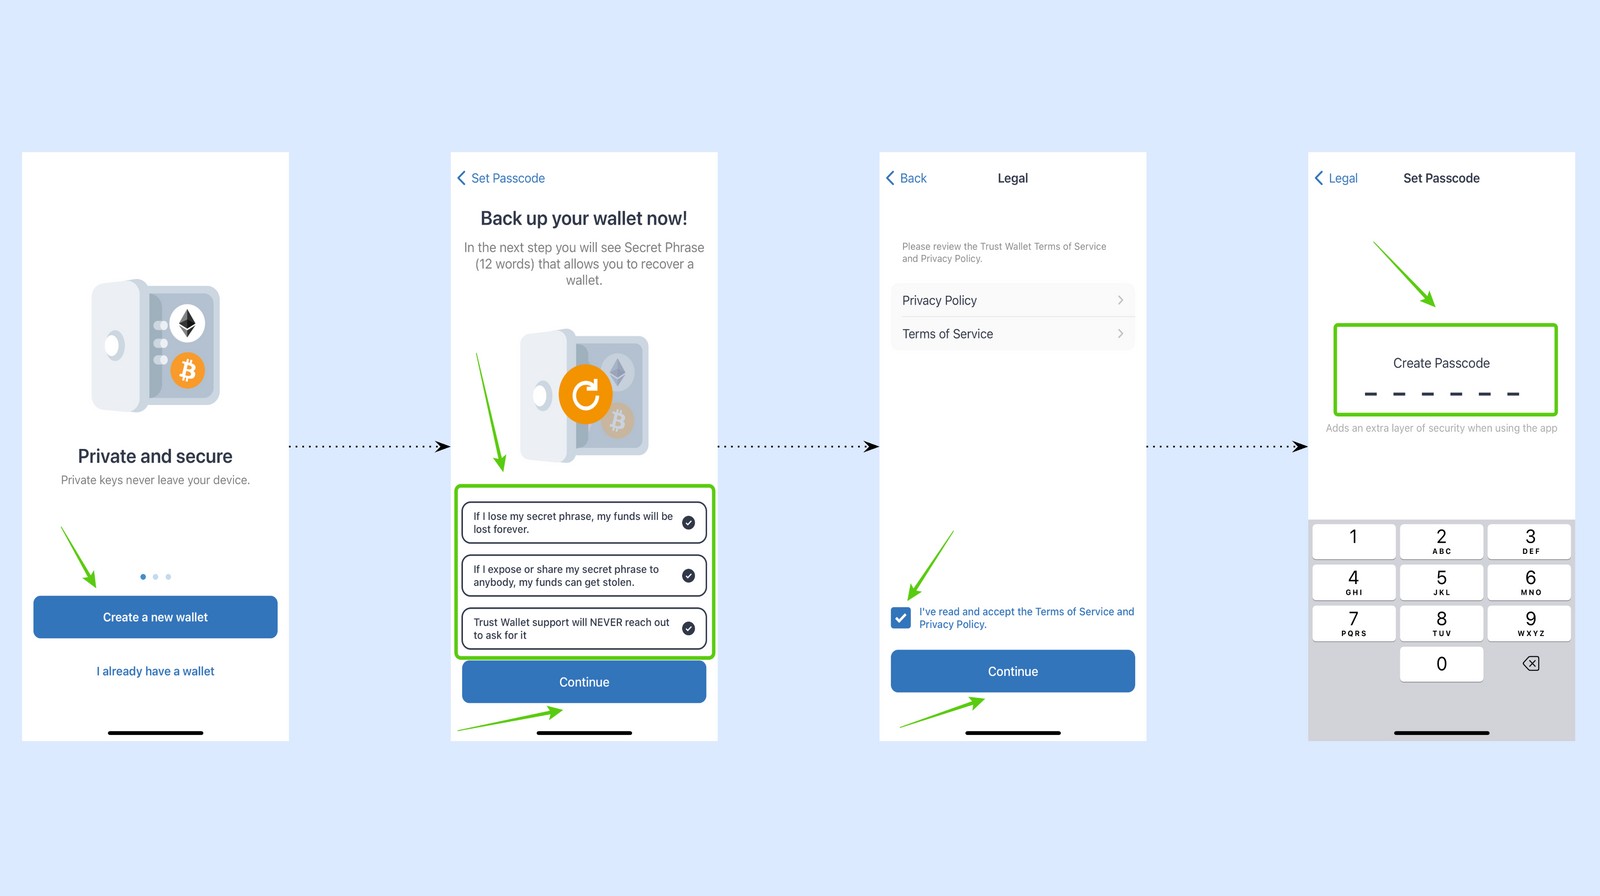 Private and secure
Private keys never leave your device.
Create a new wallet
I already have a wallet
Set Passcode
Back up your wallet now!
In the next step you will see Secret Phrase
(12 words) that allows you to recover a
wallet.
If I lose my secret phrase, my funds will be
lost forever.
If I expose or share my secret phrase to
anybody, my funds can get stolen.
Trust Wallet support will NEVER reach out
to ask for it
Continue
Back
Legal
Please review the Trust Wallet Terms of Service
and Privacy Policy.
Privacy Policy
Terms of Service
I've read and accept the Terms of Service and
Privacy Policy.
Continue
Legal
Set Passcode
Create Passcode
Adds an extra layer of security when using the app
1 2 3
ABC DEF
4 5 6
GHI JKL MNO
7 8 9
PQRS TUV WXYZ
0